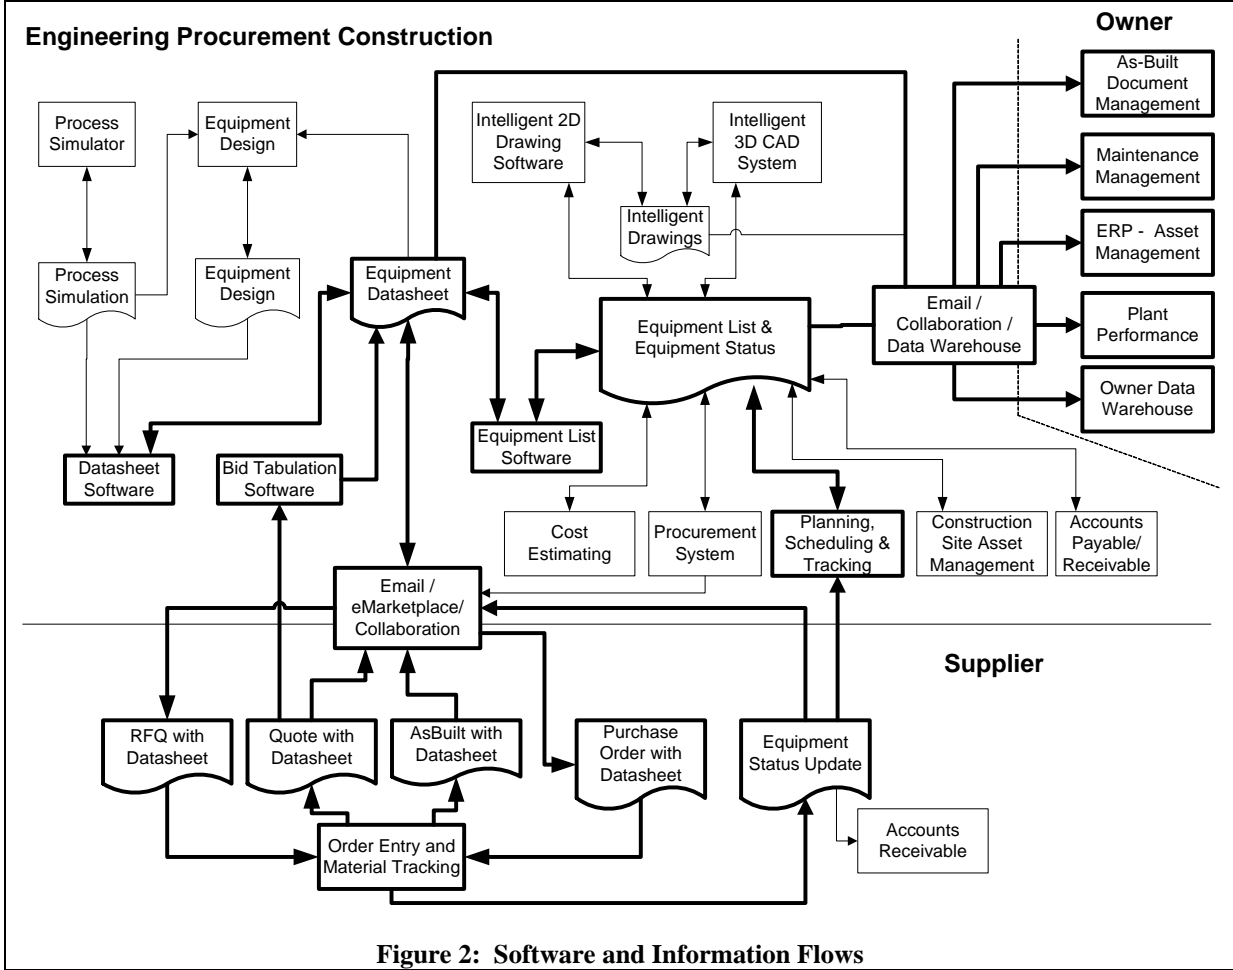 Engineering Procurement Construction
Owner
As-Built
Document
Management
Process
Simulator
Equipment
Design
Intelligent 2D
Drawing
Software
Intelligent
3D CAD
System
Maintenance
Management
Intelligent
Drawings
ERP - Asset
Management
Process
Simulation
Equipment
Design
Equipment
Datasheet
Equipment List &
Equipment Status
Email /
Collaboration /
Data Warehouse
Plant
Performance
Owner Data
Warehouse
Datasheet
Software
Bid Tabulation
Software
Equipment List
Software
Cost
Estimating
Procurement
System
Planning,
Scheduling &
Tracking
Construction
Site Asset
Management
Accounts
Payable/
Receivable
Email /
eMarketplace/
Collaboration
Supplier
RFQ with
Datasheet
Quote with
Datasheet
AsBuilt with
Datasheet
Purchase
Order with
Datasheet
Equipment
Status Update
Order Entry and
Material Tracking
Accounts
Receivable
Figure 2: Software and Information Flows